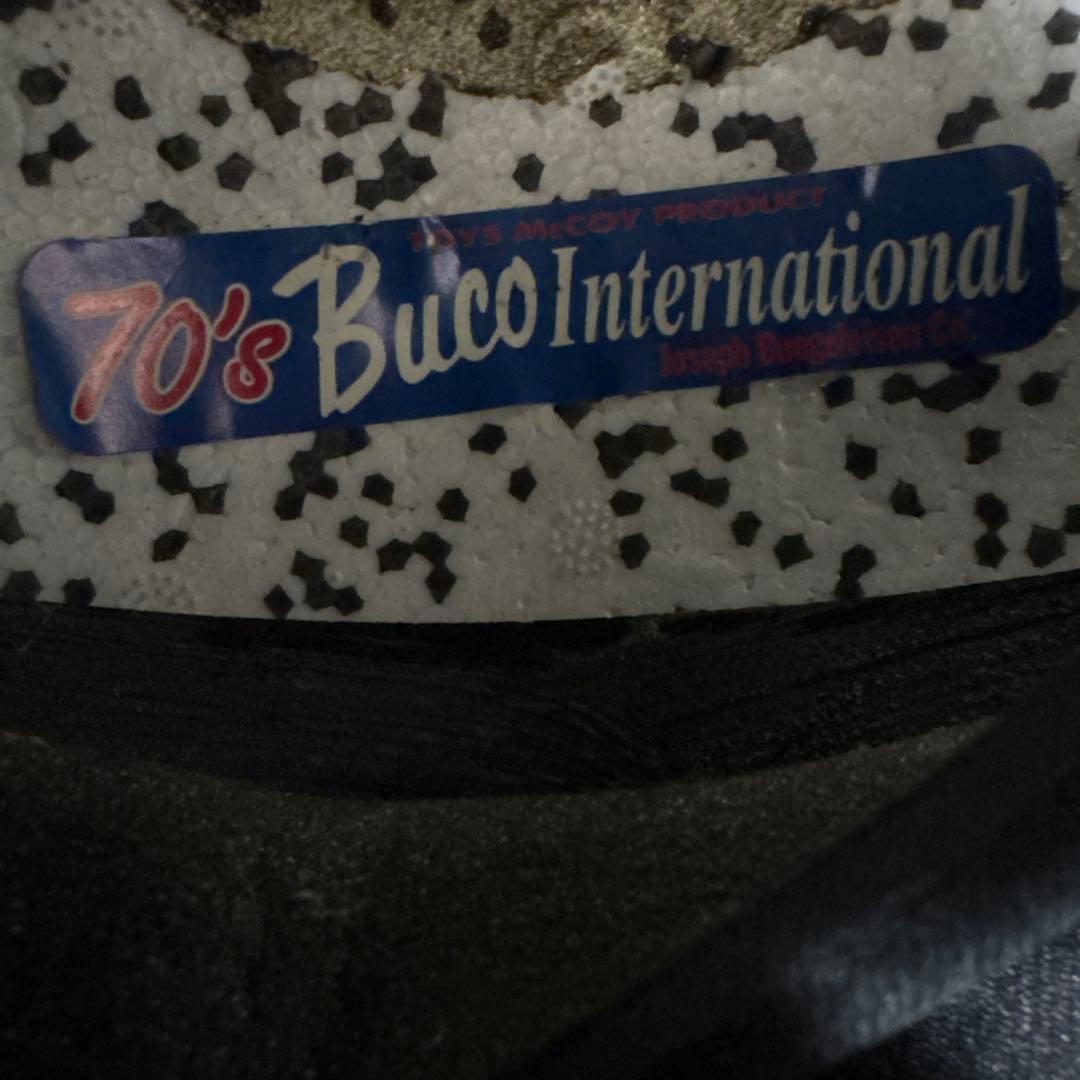 TOYS McCOY PRODUCT
70's Buco International
Joseph Buegeleisen Co.